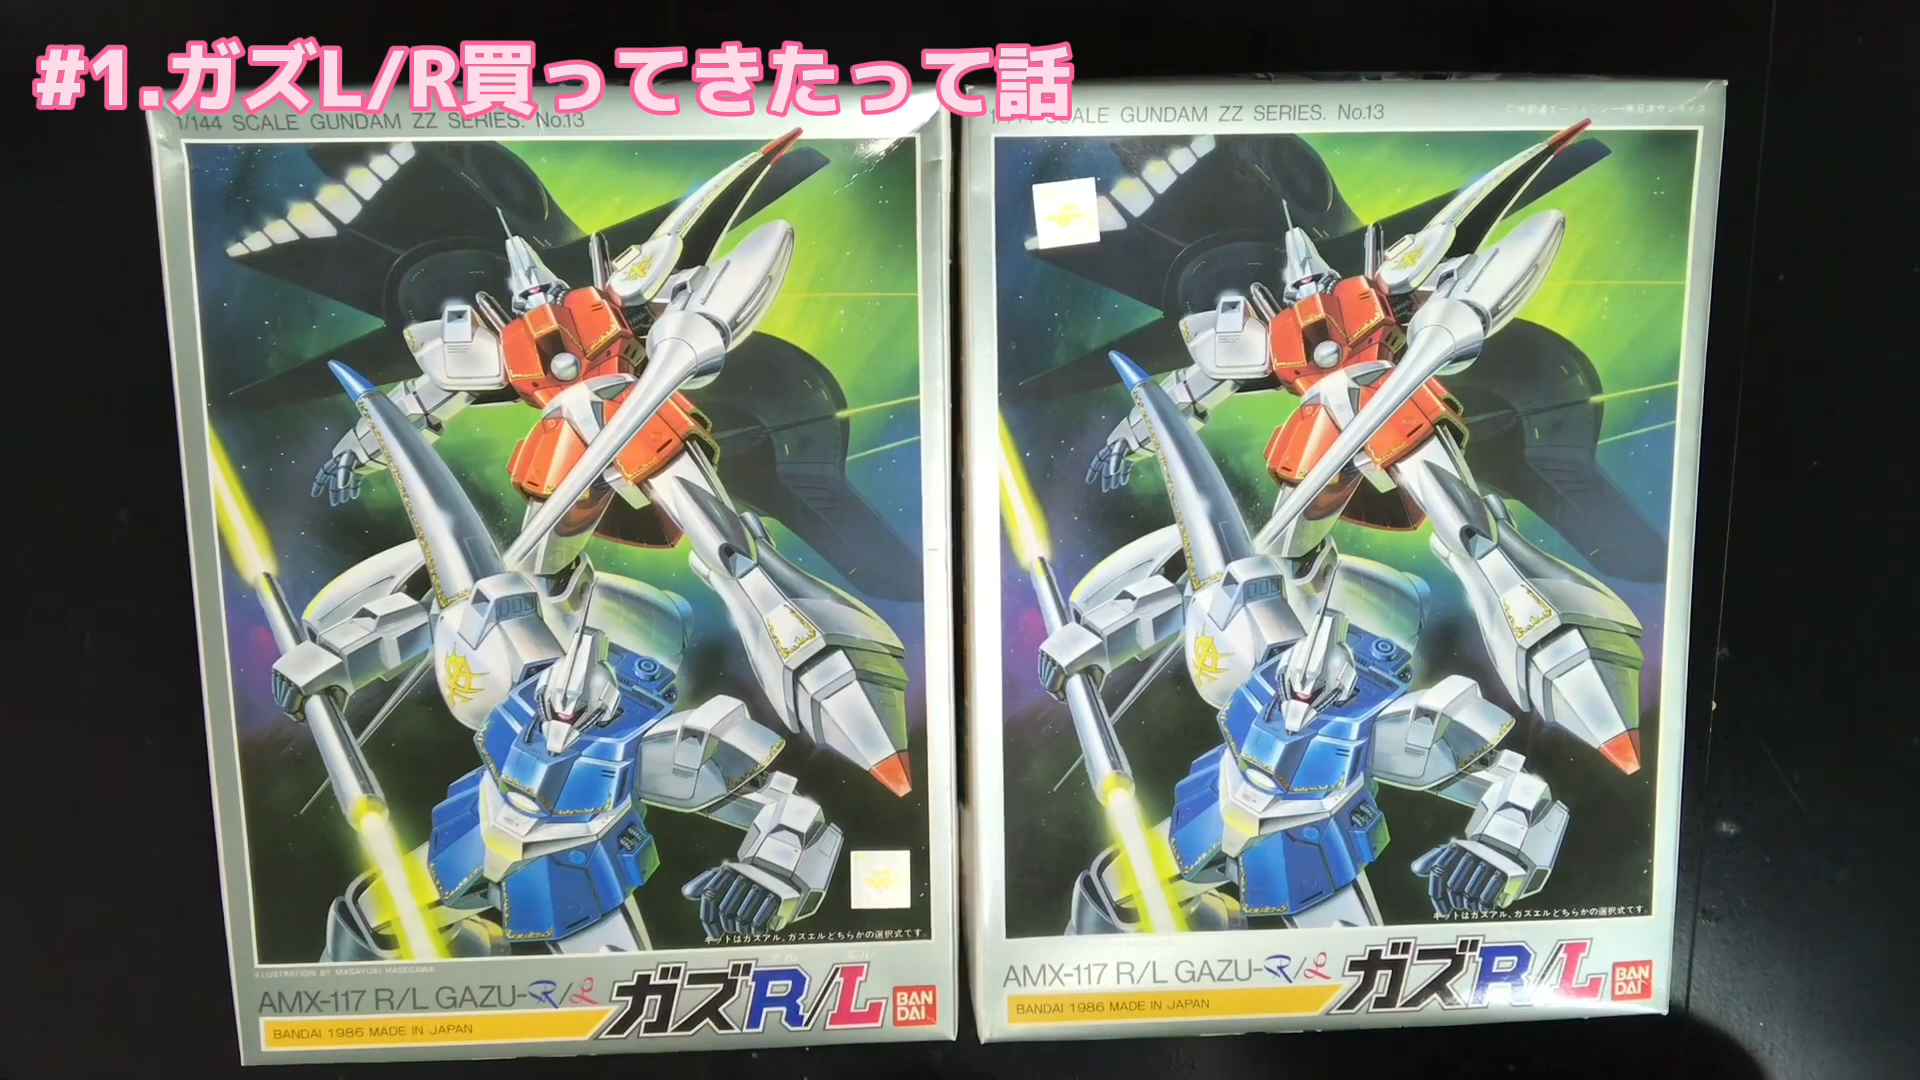 #1.ガズL/R買ってきたって話
1/144 SCALE GUNDAM ZZ SERIES. No.13
SCALE GUNDAM ZZ SERIES. No.13
キットはガズアル、ガズエルどちらかの選択式です。
キットはガズアル、ガズエルどちらかの選択式です。
ILLUSTRATION BY MASAYUKI HASEGAWA
AMX-117 R/L GAZU-R/L
ガズR/L
BANDAI
BANDAI 1986 MADE IN JAPAN
AMX-117 R/L GAZU-R/L
ガズR/L
BANDAI
BANDAI 1986 MADE IN JAPAN